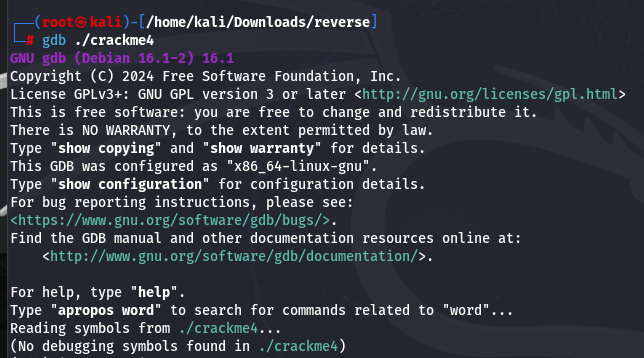 ┌──(root㉿kali)-[/home/kali/Downloads/reverse]
└─# gdb ./crackme4
GNU gdb (Debian 16.1-2) 16.1
Copyright (C) 2024 Free Software Foundation, Inc.
License GPLv3+: GNU GPL version 3 or later <http://gnu.org/licenses/gpl.html>
This is free software: you are free to change and redistribute it.
There is NO WARRANTY, to the extent permitted by law.
Type "show copying" and "show warranty" for details.
This GDB was configured as "x86_64-linux-gnu".
Type "show configuration" for configuration details.
For bug reporting instructions, please see:
<https://www.gnu.org/software/gdb/bugs/>.
Find the GDB manual and other documentation resources online at:
    <http://www.gnu.org/software/gdb/documentation/>.

For help, type "help".
Type "apropos word" to search for commands related to "word"...
Reading symbols from ./crackme4...
(No debugging symbols found in ./crackme4)